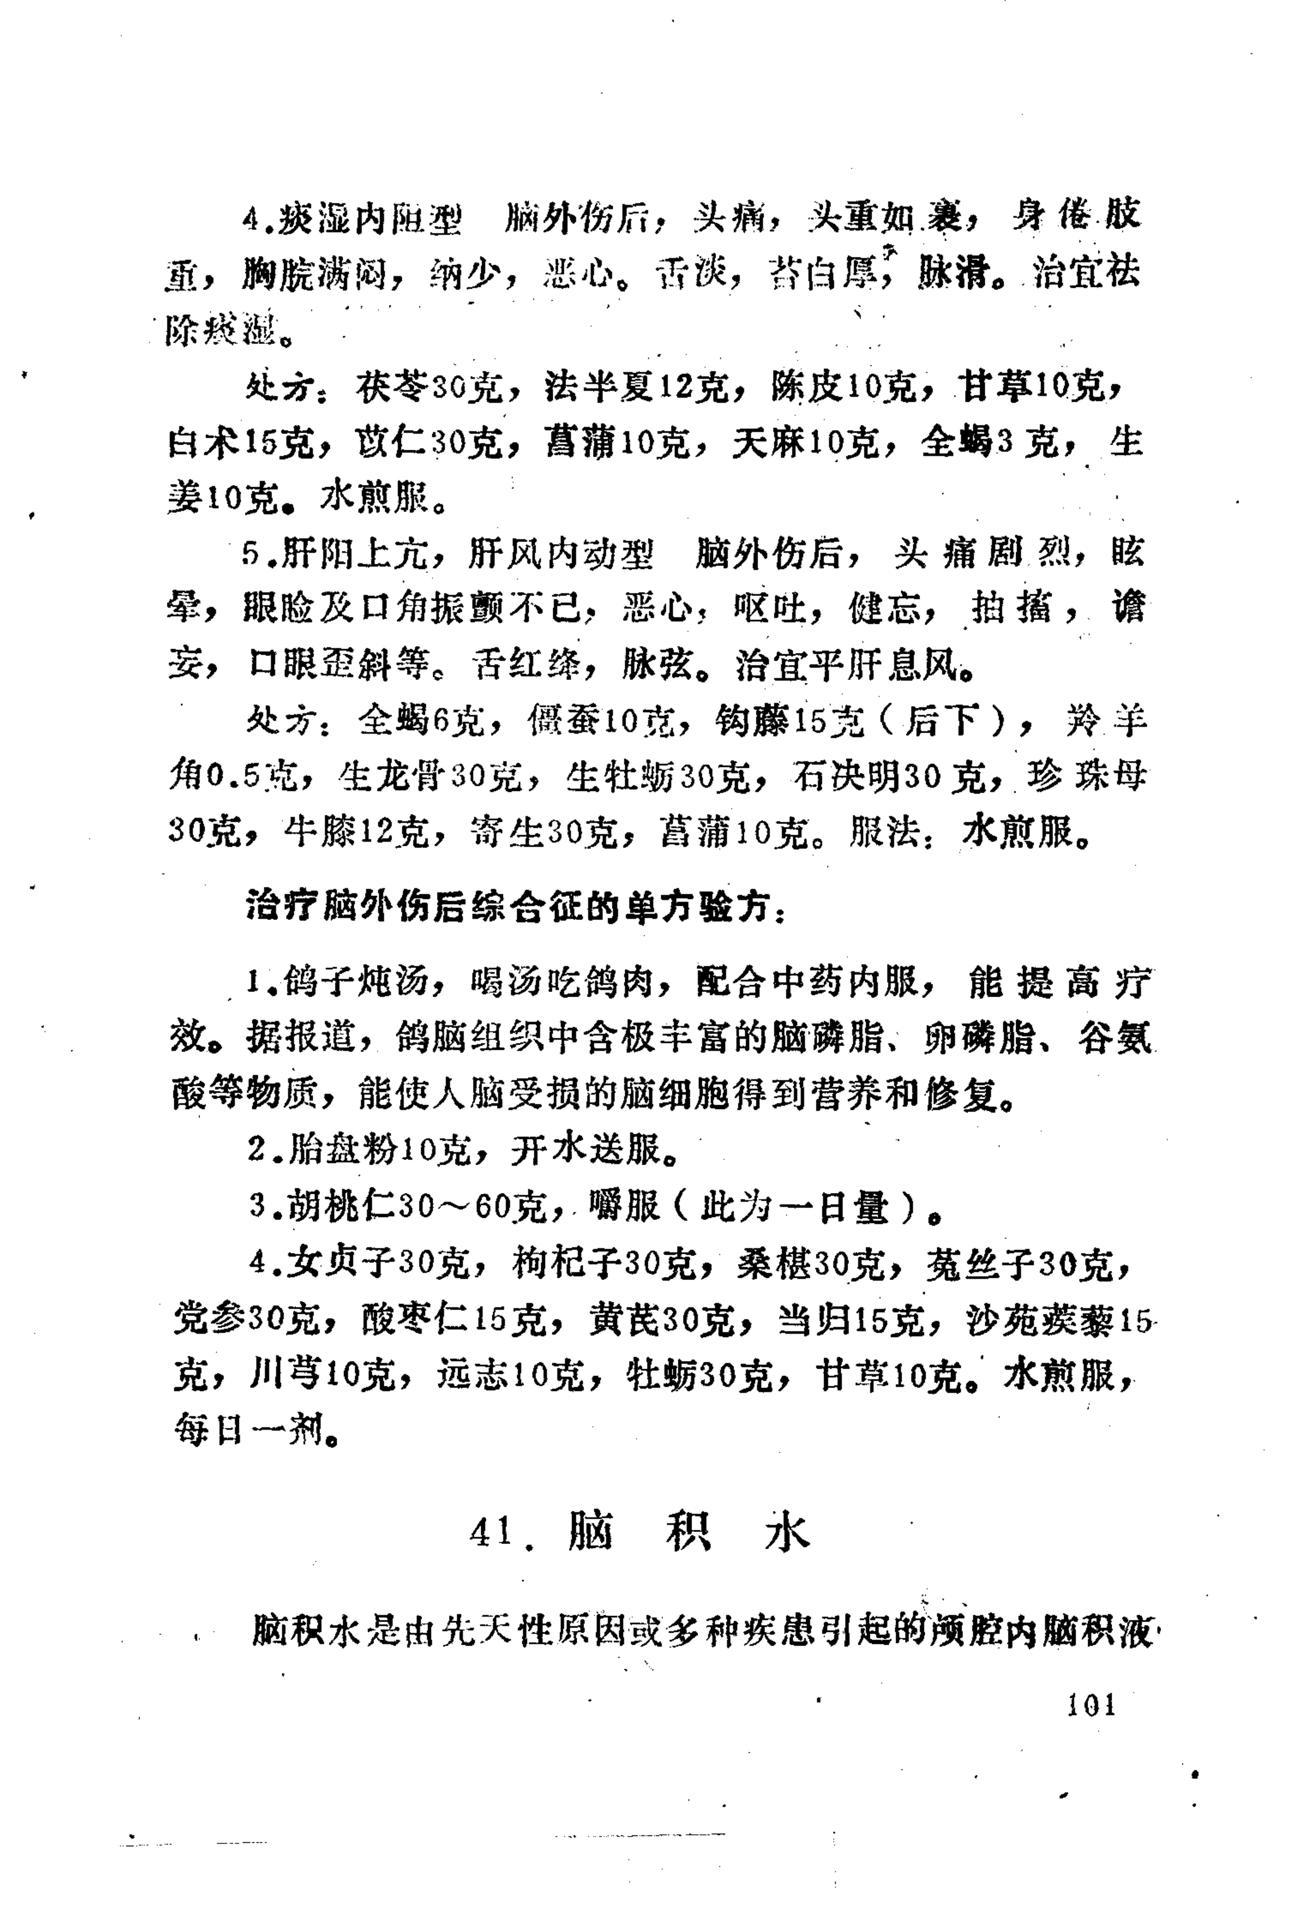 4.痰湿内阻型　脑外伤后，头痛，头重如裹，身倦肢
重，胸脘满闷，纳少，恶心。舌淡，苔白厚，脉滑。治宜祛
除痰湿。
处方：茯苓30克，法半夏12克，陈皮10克，甘草10克，
白术15克，苡仁30克，菖蒲10克，天麻10克，全蝎3克，生
姜10克。水煎服。
5.肝阳上亢，肝风内动型　脑外伤后，头痛剧烈，眩
晕，眼睑及口角振颤不已，恶心，呕吐，健忘，抽搐，谵
妄，口眼歪斜等。舌红绛，脉弦。治宜平肝息风。
处方：全蝎6克，僵蚕10克，钩藤15克（后下），羚羊
角0.5克，生龙骨30克，生牡蛎30克，石决明30克，珍珠母
30克，牛膝12克，寄生30克，菖蒲10克。服法：水煎服。
治疗脑外伤后综合征的单方验方：
1.鸽子炖汤，喝汤吃鸽肉，配合中药内服，能提高疗
效。据报道，鸽脑组织中含极丰富的脑磷脂、卵磷脂、谷氨
酸等物质，能使人脑受损的脑细胞得到营养和修复。
2.胎盘粉10克，开水送服。
3.胡桃仁30～60克，嚼服（此为一日量）。
4.女贞子30克，枸杞子30克，桑椹30克，菟丝子30克，
党参30克，酸枣仁15克，黄芪30克，当归15克，沙苑蒺藜15
克，川芎10克，远志10克，牡蛎30克，甘草10克。水煎服，
每日一剂。
41. 脑积水
脑积水是由先天性原因或多种疾患引起的颅腔内脑积液
101